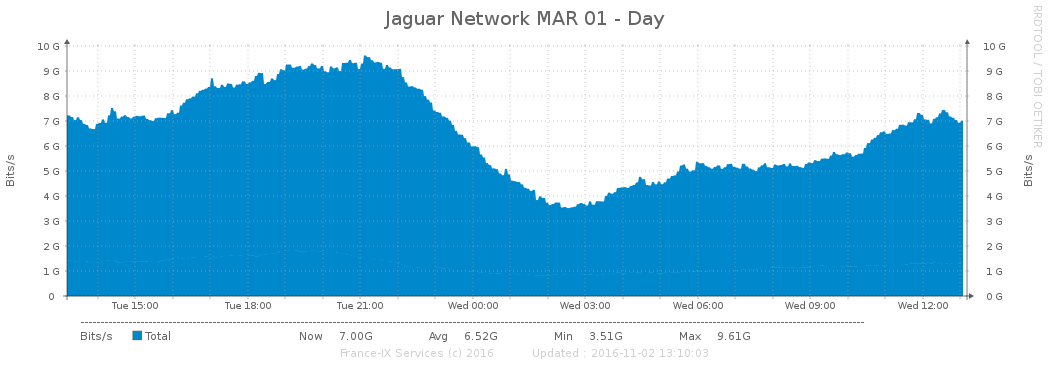 Jaguar Network MAR 01 - Day
RRDTOOL / TOBI OETIKER
Bits/s
10 G
9 G
8 G
7 G
6 G
5 G
4 G
3 G
2 G
1 G
0
10 G
9 G
8 G
7 G
6 G
5 G
4 G
3 G
2 G
1 G
0 G
Bits/s
Tue 15:00 Tue 18:00 Tue 21:00 Wed 00:00 Wed 03:00 Wed 06:00 Wed 09:00 Wed 12:00
Bits/s Total Now 7.00G Avg 6.52G Min 3.51G Max 9.61G
France-IX Services (c) 2016 Updated : 2016-11-02 13:10:03